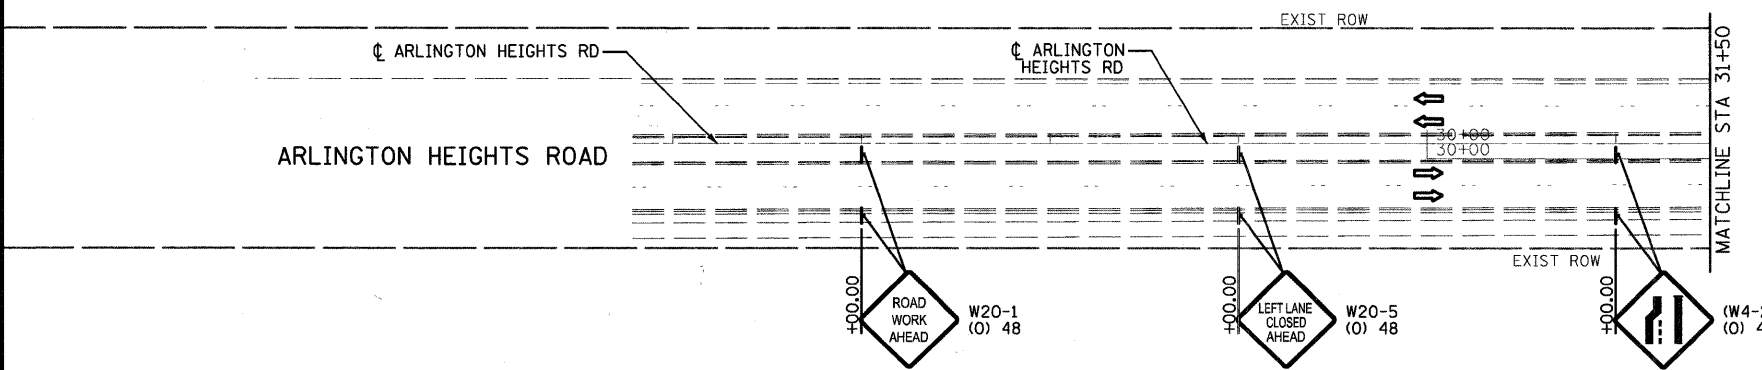 EXIST ROW
℄ ARLINGTON HEIGHTS RD
℄ ARLINGTON
HEIGHTS RD
MATCHLINE STA 31+50
30+00
30+00
ARLINGTON HEIGHTS ROAD
EXIST ROW
+00.00
ROAD
WORK
AHEAD
W20-1
(O) 48
+00.00
LEFT LANE
CLOSED
AHEAD
W20-5
(O) 48
+00.00
(W4-
(O) 4